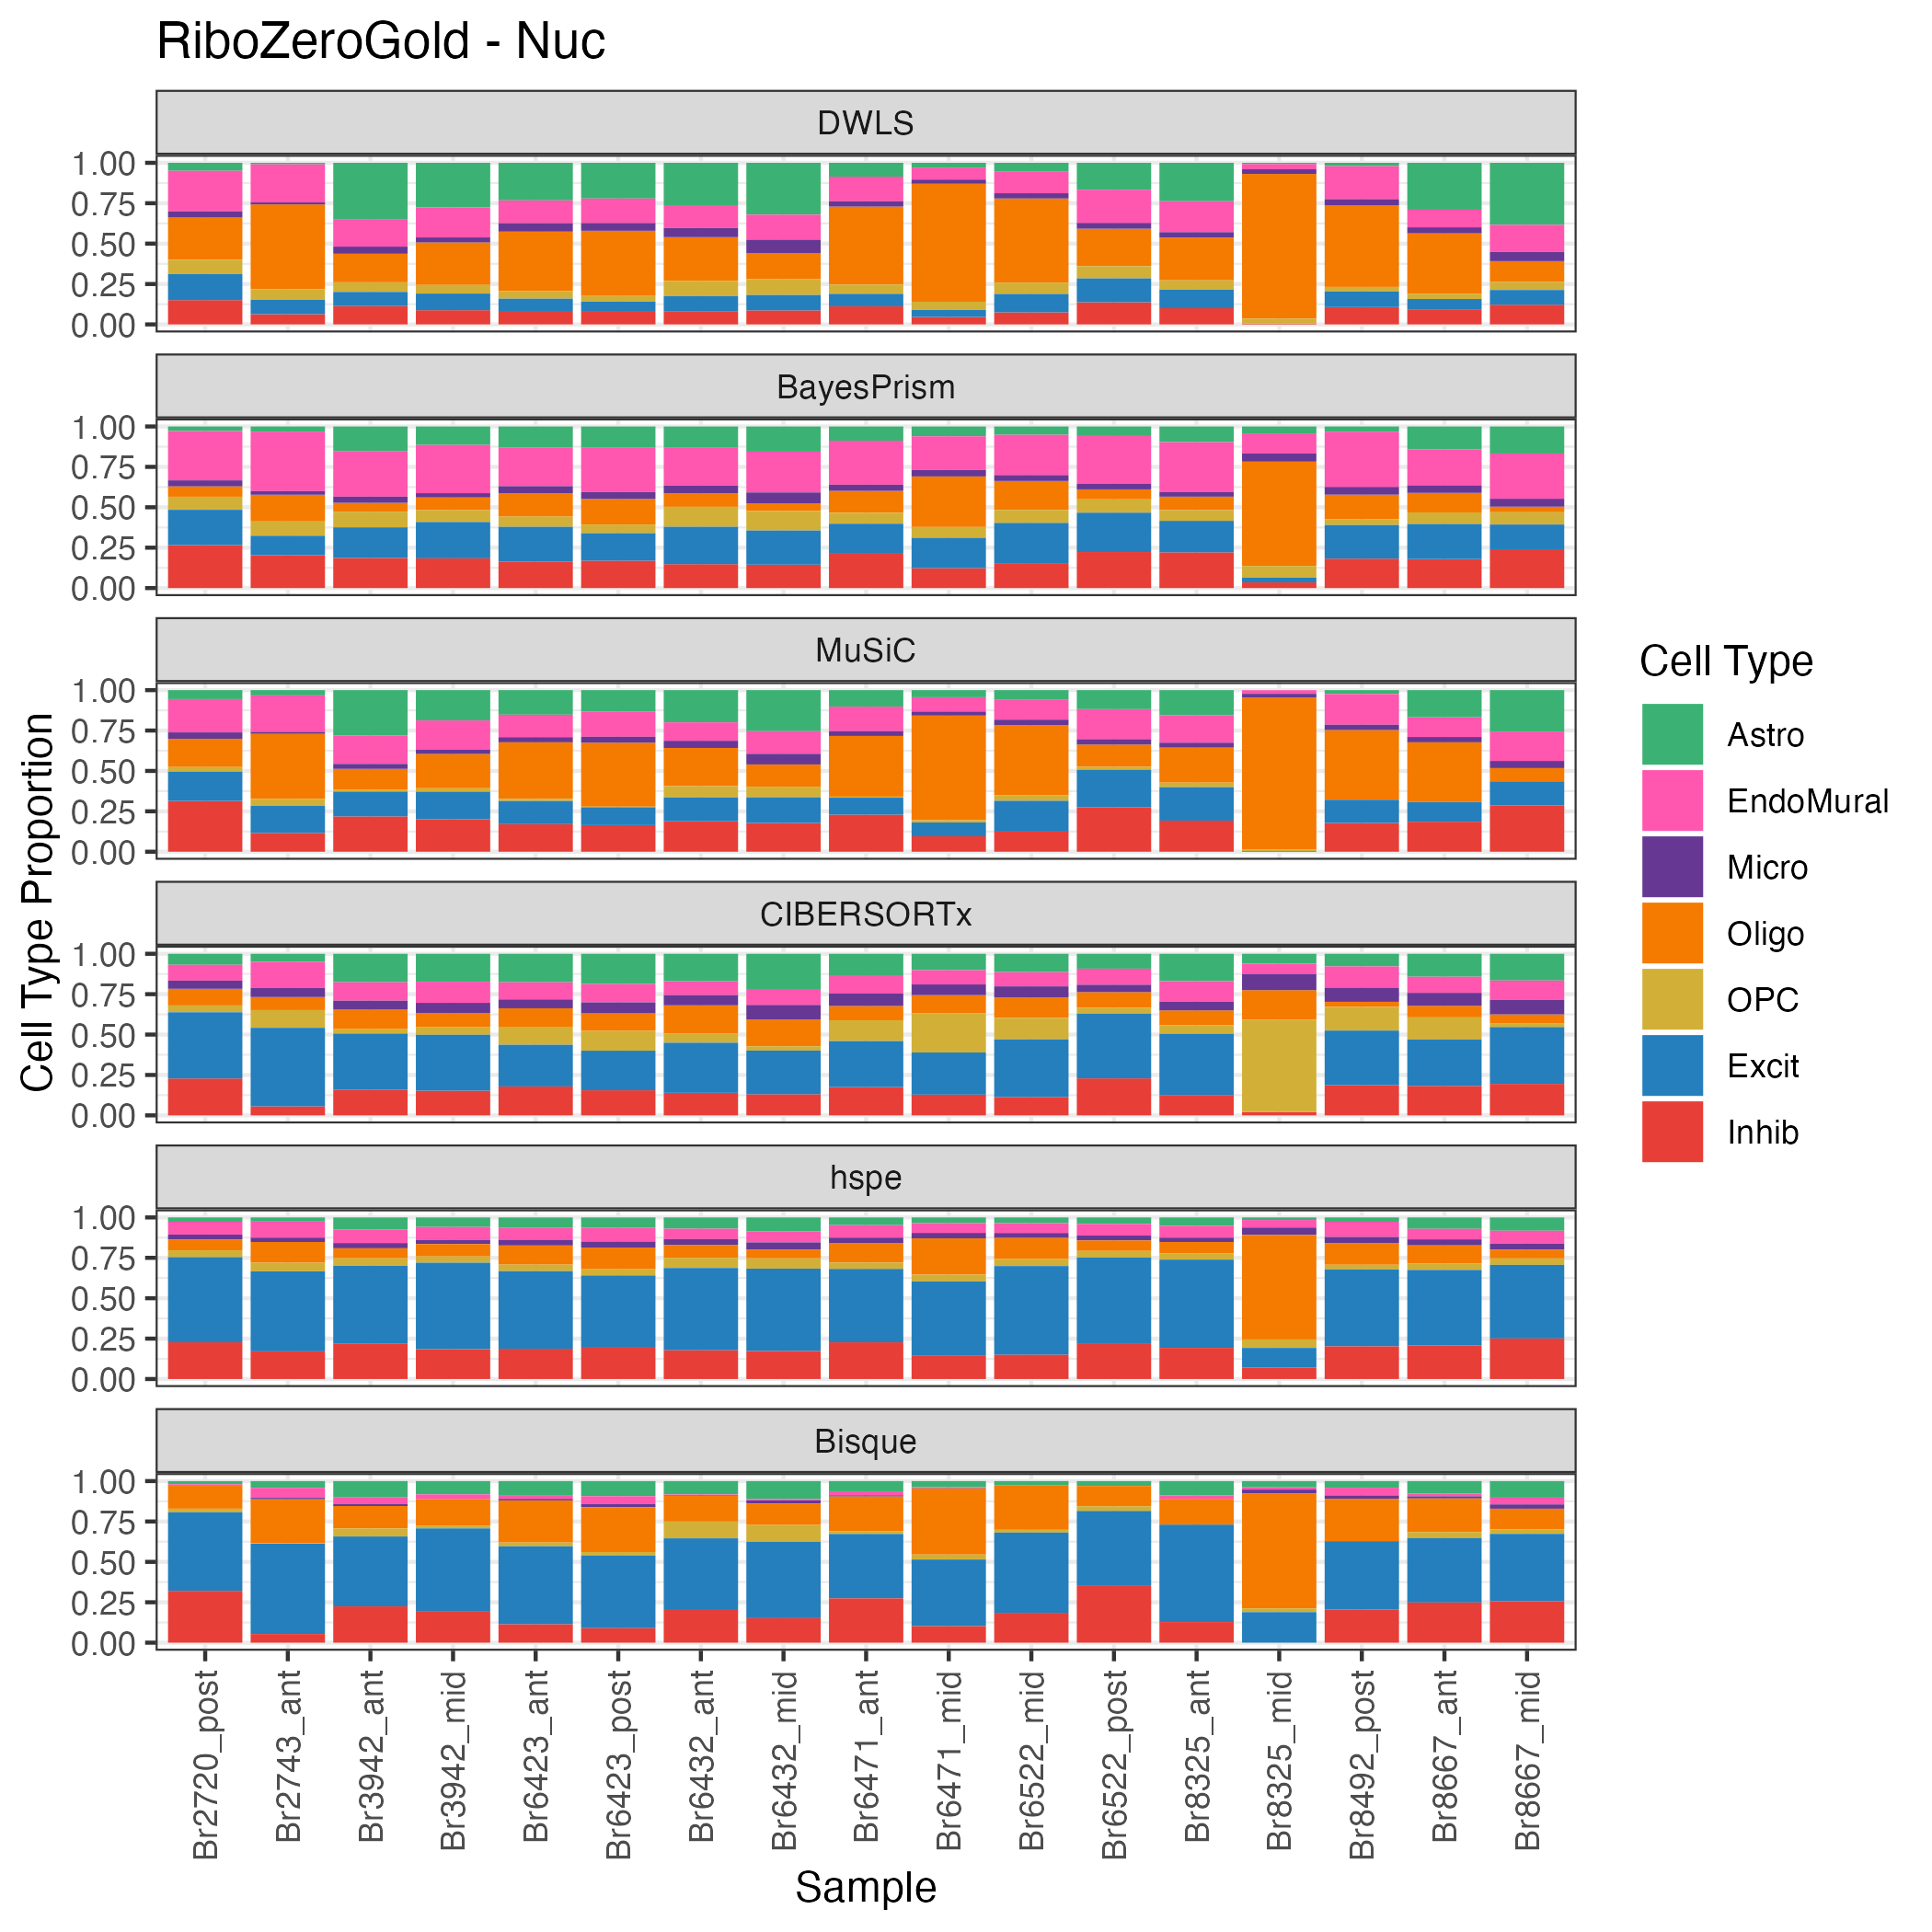 RiboZeroGold - Nuc
DWLS
1.00
0.75
0.50
0.25
0.00
BayesPrism
1.00
0.75
0.50
0.25
0.00
MuSiC
1.00
0.75
0.50
0.25
0.00
CIBERSORTx
1.00
0.75
0.50
0.25
0.00
hspe
1.00
0.75
0.50
0.25
0.00
Bisque
1.00
0.75
0.50
0.25
0.00
Cell Type Proportion
Br2720_post
Br2743_ant
Br3942_ant
Br3942_mid
Br6423_ant
Br6423_post
Br6432_ant
Br6432_mid
Br6471_ant
Br6471_mid
Br6522_mid
Br6522_post
Br8325_ant
Br8325_mid
Br8492_post
Br8667_ant
Br8667_mid
Sample
Cell Type
Astro
EndoMural
Micro
Oligo
OPC
Excit
Inhib